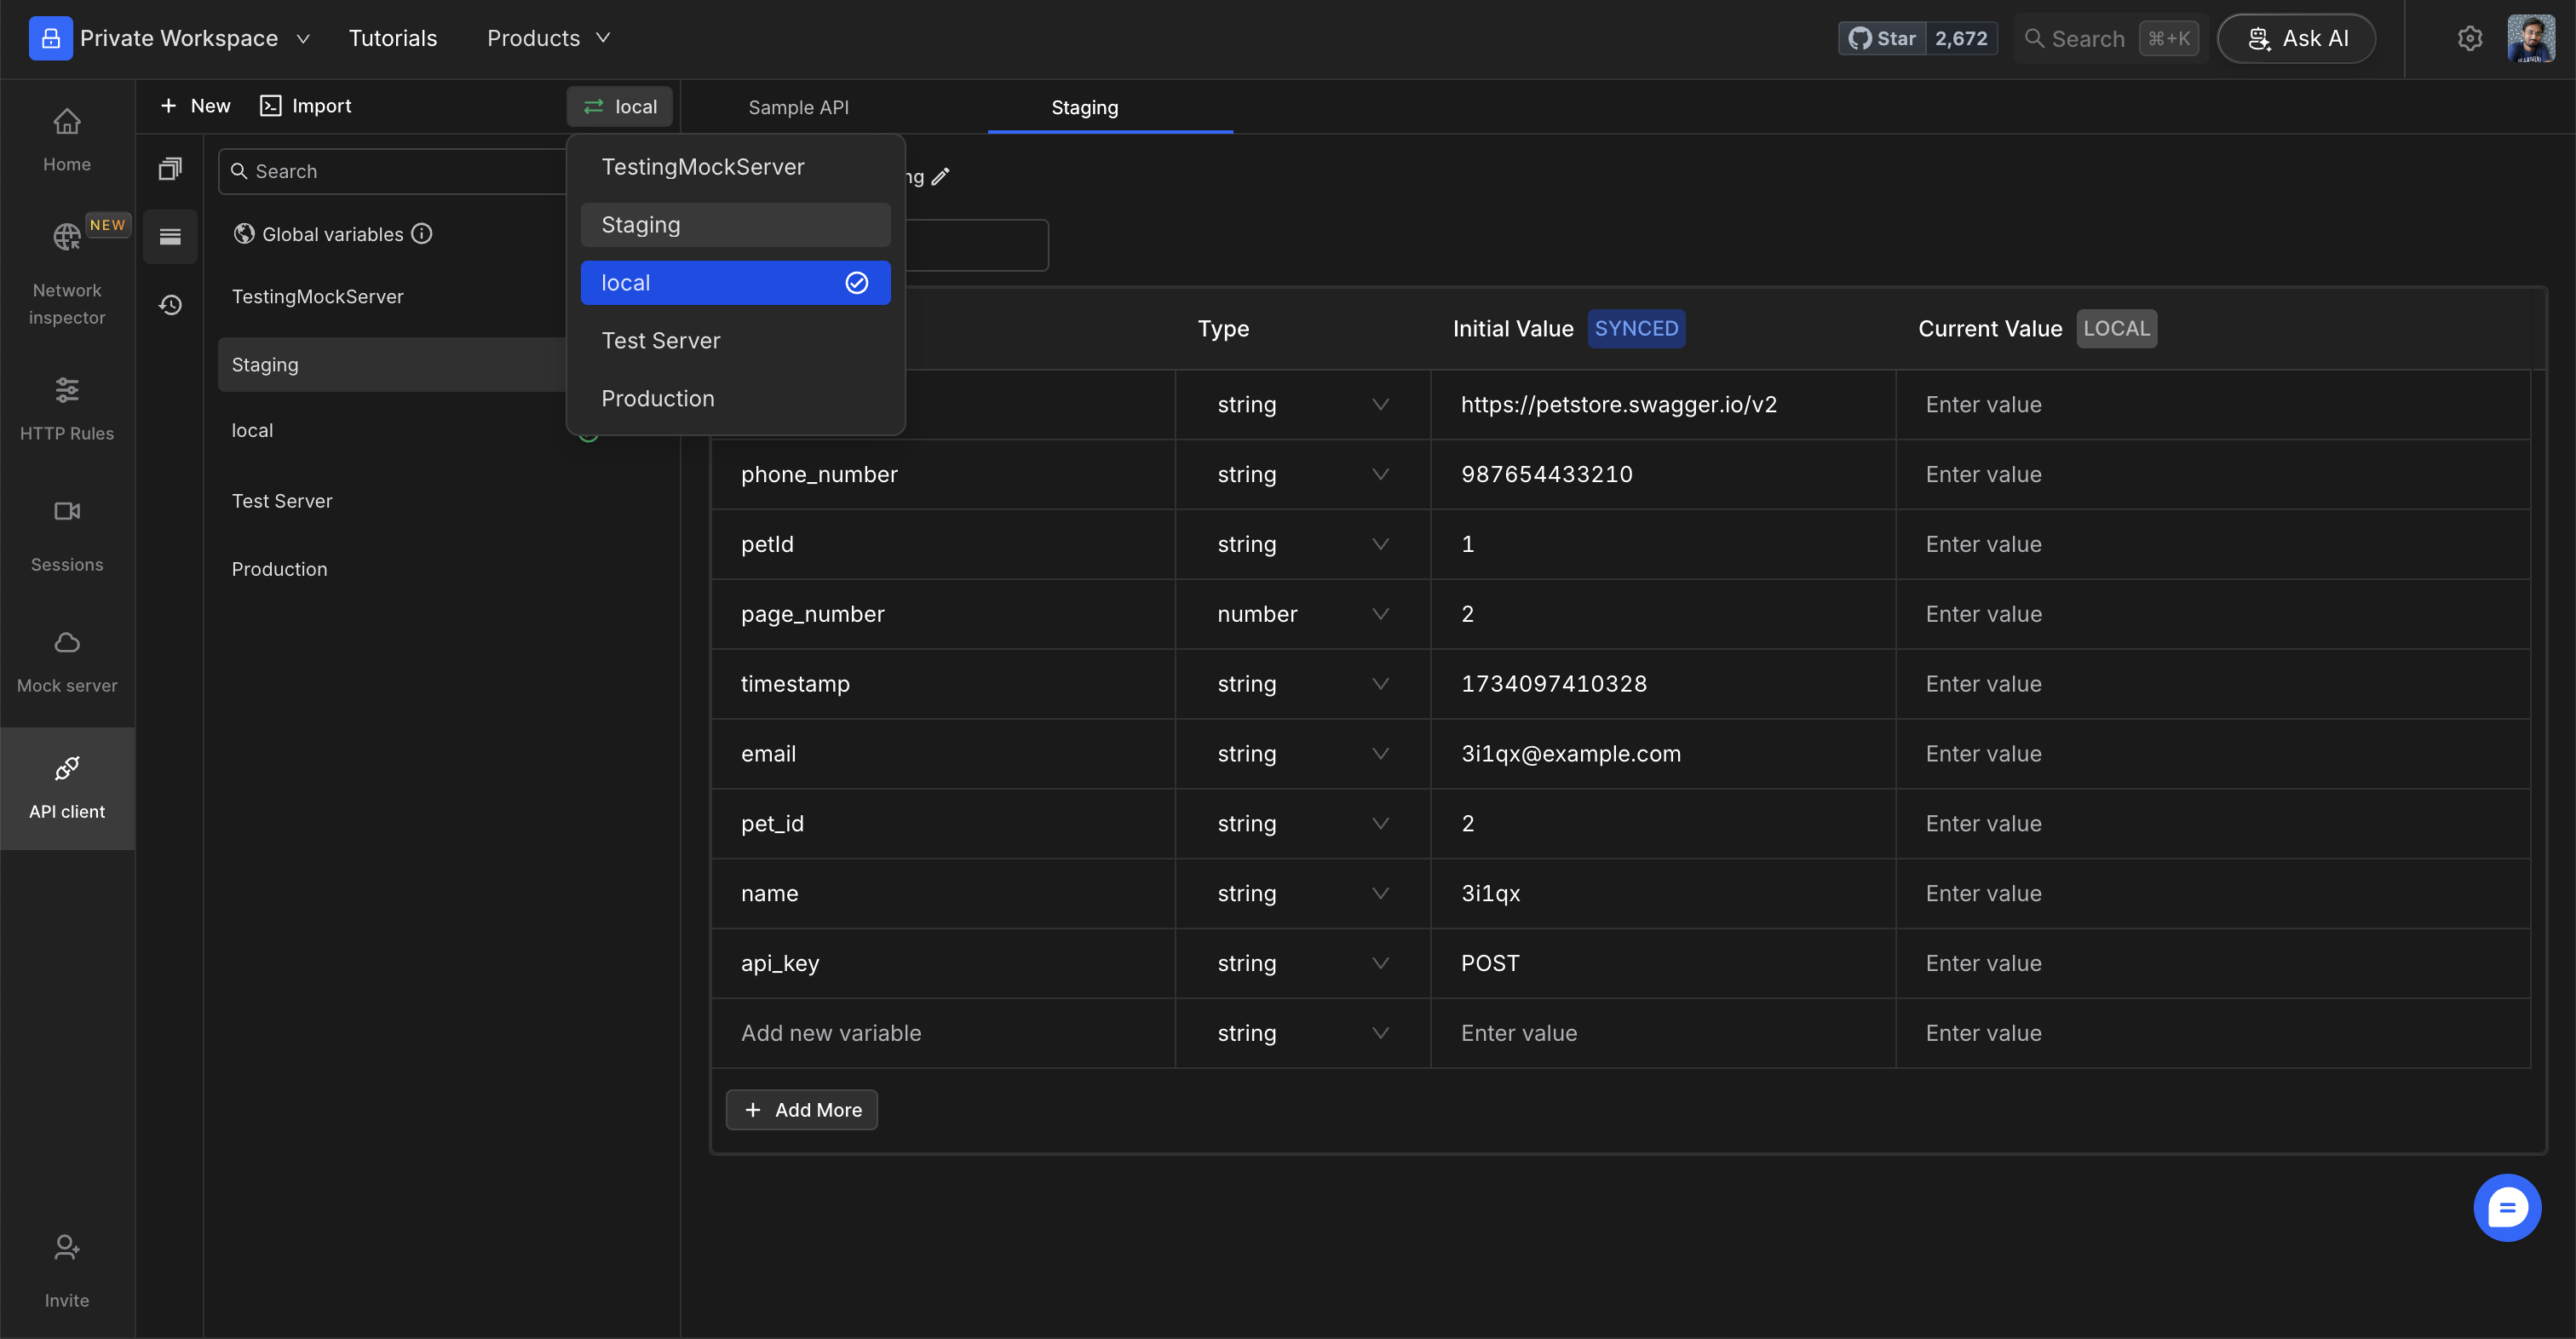 Private Workspace
Tutorials
Products
Star 2,672
Search ⌘+K
Ask AI
Home
NEW
Network
inspector
HTTP Rules
Sessions
Mock server
API client
Invite
+ New
Import
local
Search
Global variables
TestingMockServer
Staging
local
Test Server
Production
TestingMockServer
Staging
local
Test Server
Production
Sample API
Staging
ng
Type Initial Value SYNCED Current Value LOCAL
string https://petstore.swagger.io/v2 Enter value
phone_number string 987654433210 Enter value
petId string 1 Enter value
page_number number 2 Enter value
timestamp string 1734097410328 Enter value
email string 3i1qx@example.com Enter value
pet_id string 2 Enter value
name string 3i1qx Enter value
api_key string POST Enter value
Add new variable string Enter value Enter value
+ Add More